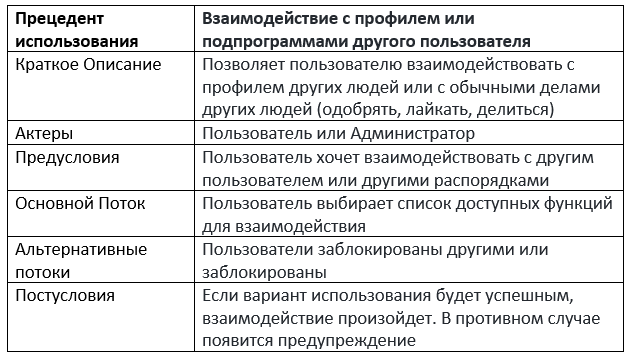 Прецедент
использования
Взаимодействие с профилем или
подпрограммами другого пользователя
Краткое Описание
Позволяет пользователю взаимодействовать с
профилем других людей или с обычными делами
других людей (одобрять, лайкать, делиться)
Актеры
Пользователь или Администратор
Предусловия
Пользователь хочет взаимодействовать с другим
пользователем или другими распорядками
Основной Поток
Пользователь выбирает список доступных функций
для взаимодействия
Альтернативные
потоки
Пользователи заблокированы другими или
заблокированы
Постусловия
Если вариант использования будет успешным,
взаимодействие произойдет. В противном случае
появится предупреждение